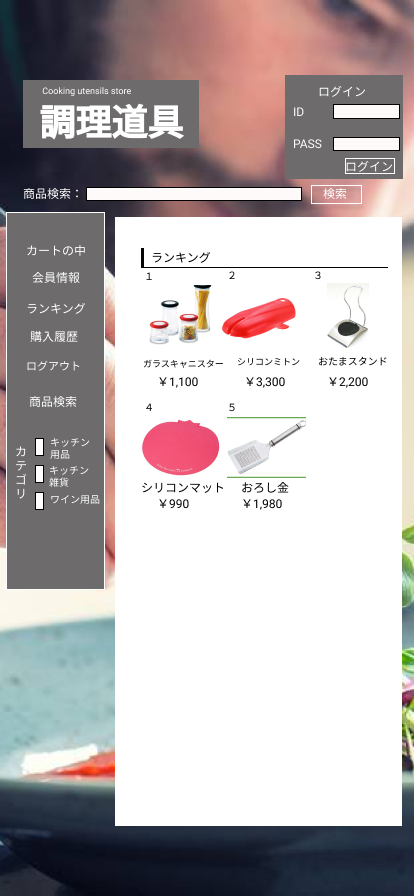 Cooking utensils store
調理道具
ログイン
ID
PASS
ログイン
商品検索：
検索
カートの中
会員情報
ランキング
購入履歴
ログアウト
商品検索
カテゴリ
キッチン
用品
キッチン
雑貨
ワイン用品
ランキング
1 2 3
ガラスキャニスター シリコンミトン おたまスタンド
￥1,100 ￥3,300 ￥2,200
4 5
シリコンマット おろし金
￥990 ￥1,980